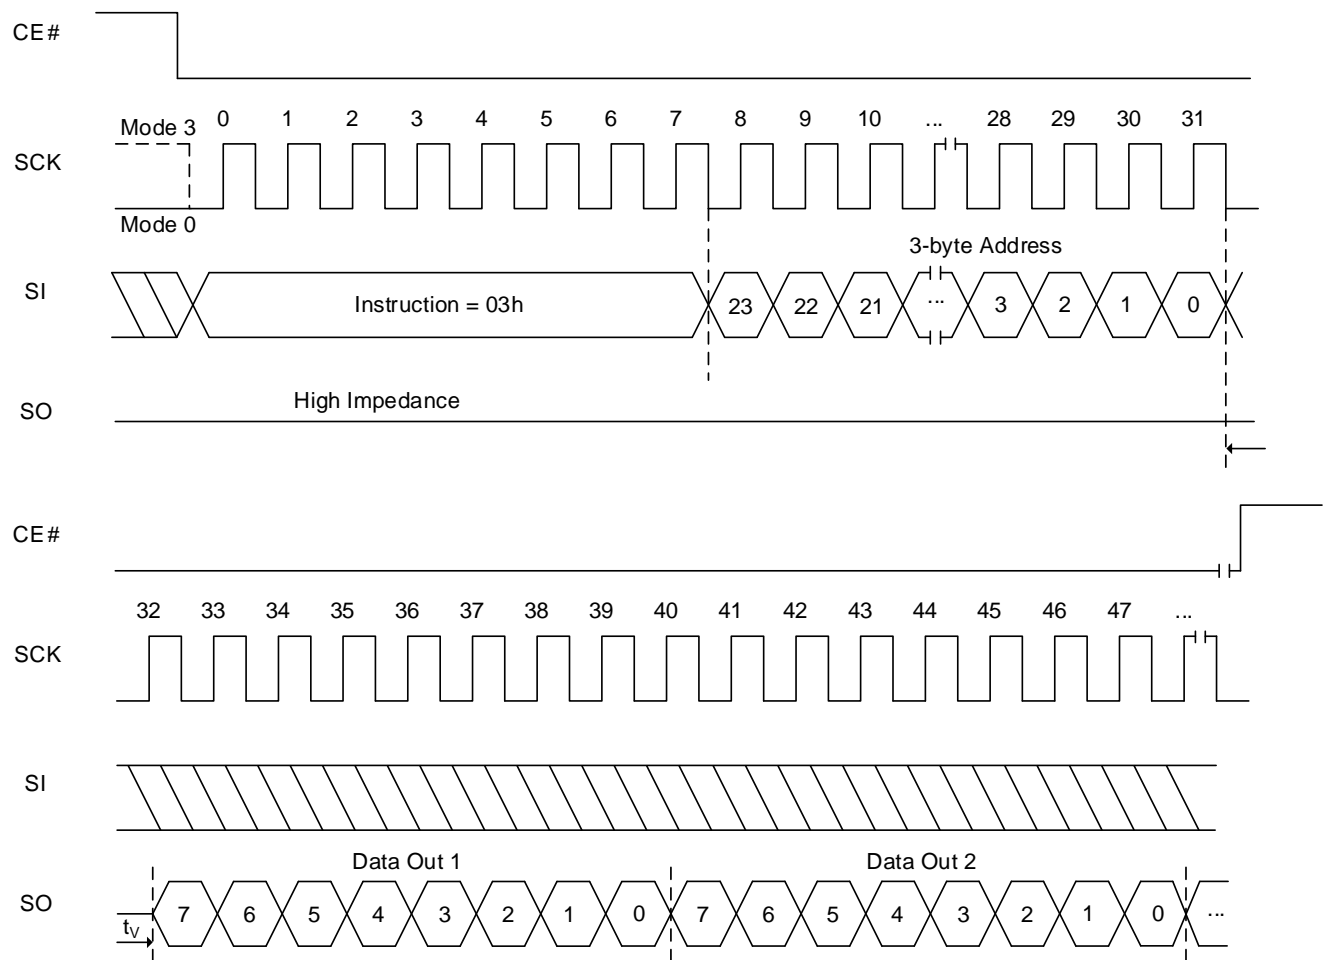 CE#
Mode 3
0 1 2 3 4 5 6 7 8 9 10 ... 28 29 30 31
SCK
Mode 0
3-byte Address
SI
Instruction = 03h
23 22 21 ... 3 2 1 0
High Impedance
SO
CE#
32 33 34 35 36 37 38 39 40 41 42 43 44 45 46 47 ...
SCK
SI
Data Out 1 Data Out 2
SO
7 6 5 4 3 2 1 0 7 6 5 4 3 2 1 0 ...
tV